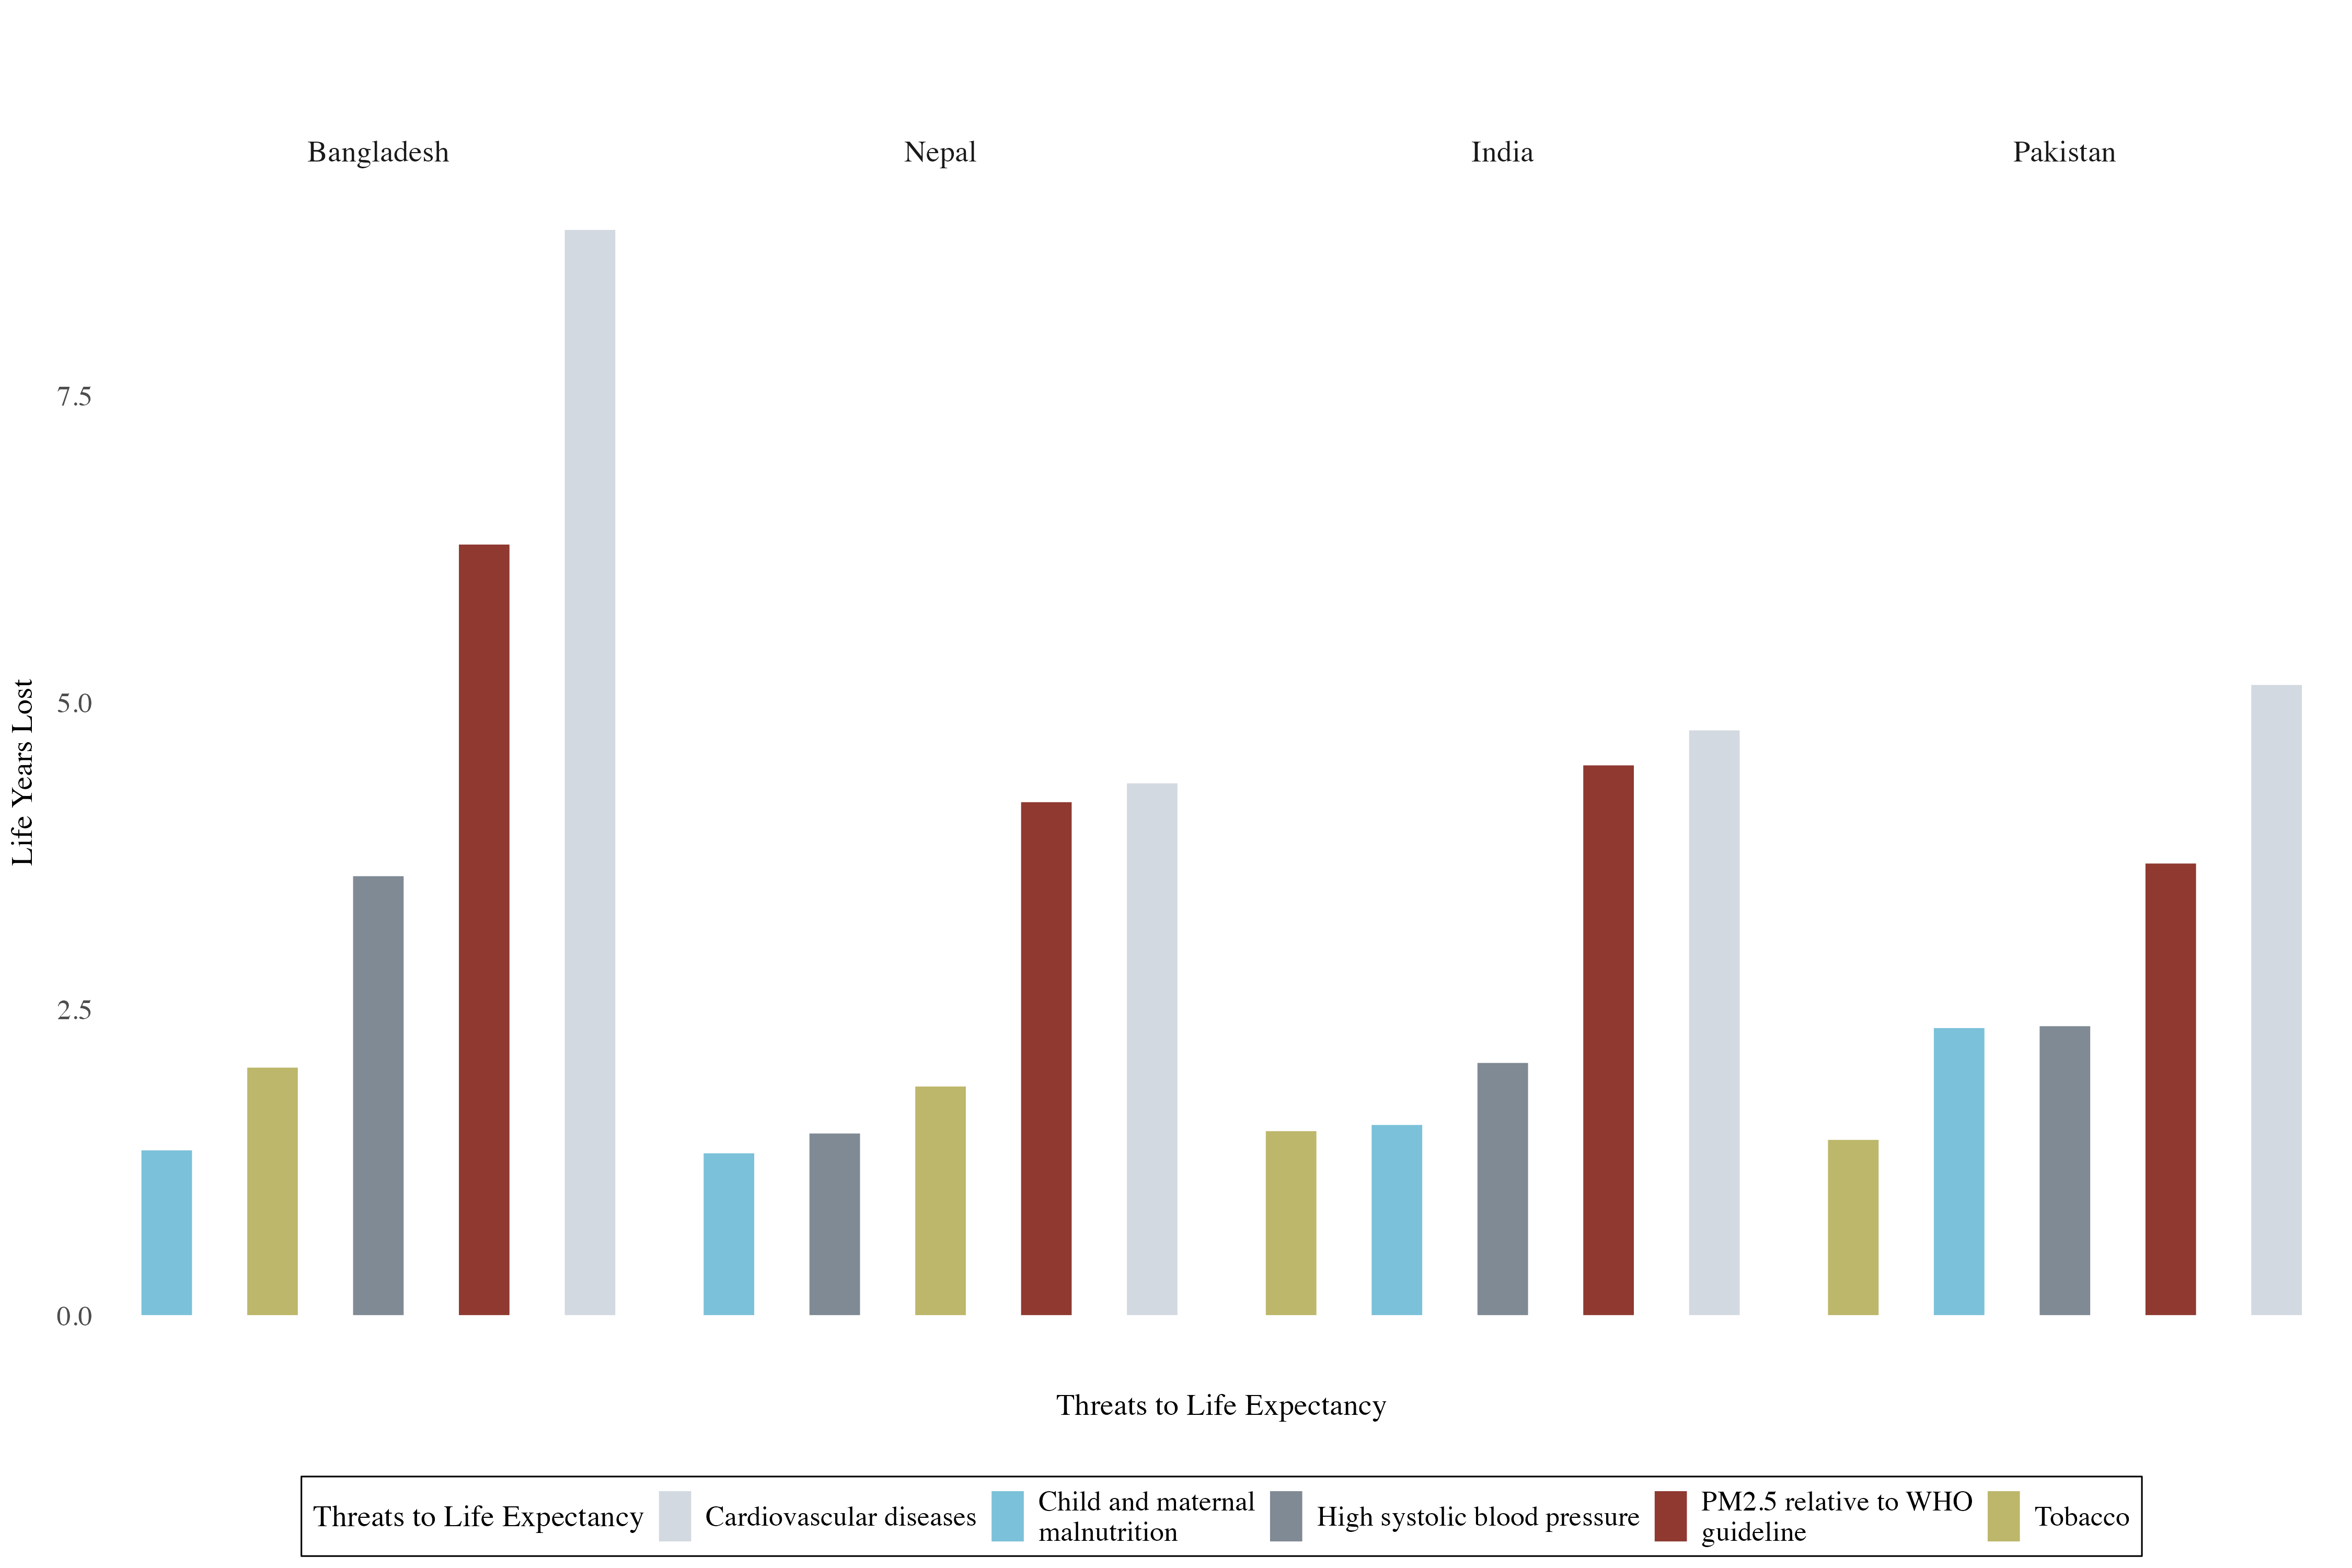 Bangladesh
Nepal
India
Pakistan
7.5
5.0
2.5
0.0
Life Years Lost
Threats to Life Expectancy
Threats to Life Expectancy
Cardiovascular diseases
Child and maternal
malnutrition
High systolic blood pressure
PM2.5 relative to WHO
guideline
Tobacco